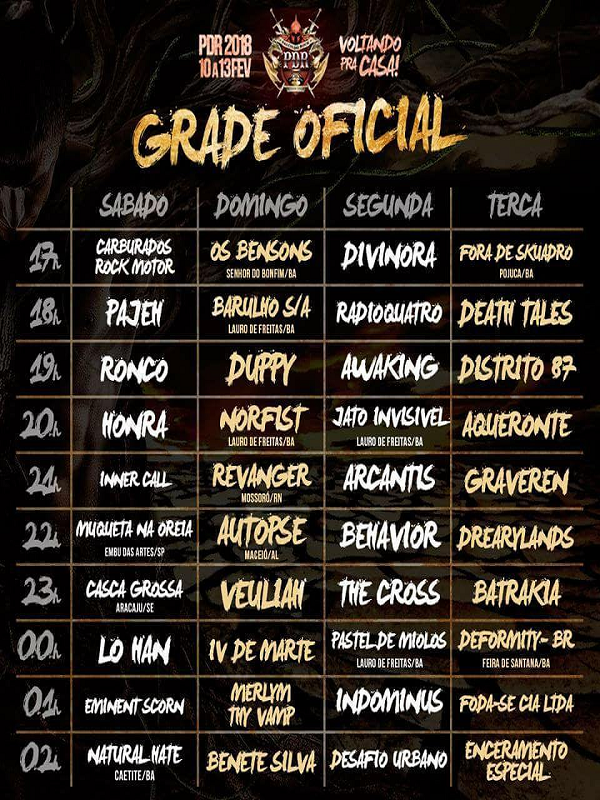 PDR 2018
10 A 13 FEV
PDR
VOLTANDO
PRA CASA!
GRADE OFICIAL
SABADO DOMINGO SEGUNDA TERCA
17h
CARBURADOS
ROCK MOTOR
OS BENSONS
SENHOR DO BONFIM/BA
DIVINORA
FORA DE SKUADRO
POJUCA/BA
18h
PAJEH
BARULHO S/A
LAURO DE FREITAS/BA
RADIOQUATRO
DEATH TALES
19h
RONCO
DUPPY
AWAKING
DISTRITO 87
20h
HONRA
NORFIST
LAURO DE FREITAS/BA
JATO INVISIVEL
LAURO DE FREITAS/BA
AQUERONTE
21h
INNER CALL
REVANGER
MOSSORÓ/RN
ARCANTIS
GRAVEREN
22h
MUQUETA NA OREIA
EMBU DAS ARTES/SP
AUTOPSE
MACEIÓ/AL
BEHAVIOR
DREARYLANDS
23h
CASCA GROSSA
ARACAJU/SE
VEULIAH
THE CROSS
BATRAKIA
00h
LO HAN
IV DE MARTE
PASTEL DE MIOLOS
LAURO DE FREITAS/BA
DEFORMITY-BR
FEIRA DE SANTANA/BA
01h
EMINENT SCORN
MERLYM
THY VAMP
INDOMINUS
FODA-SE CIA LTDA
02h
NATURAL HATE
CAETITE/BA
BENETE SILVA
DESAFIO URBANO
ENCERAMENTO
ESPECIAL